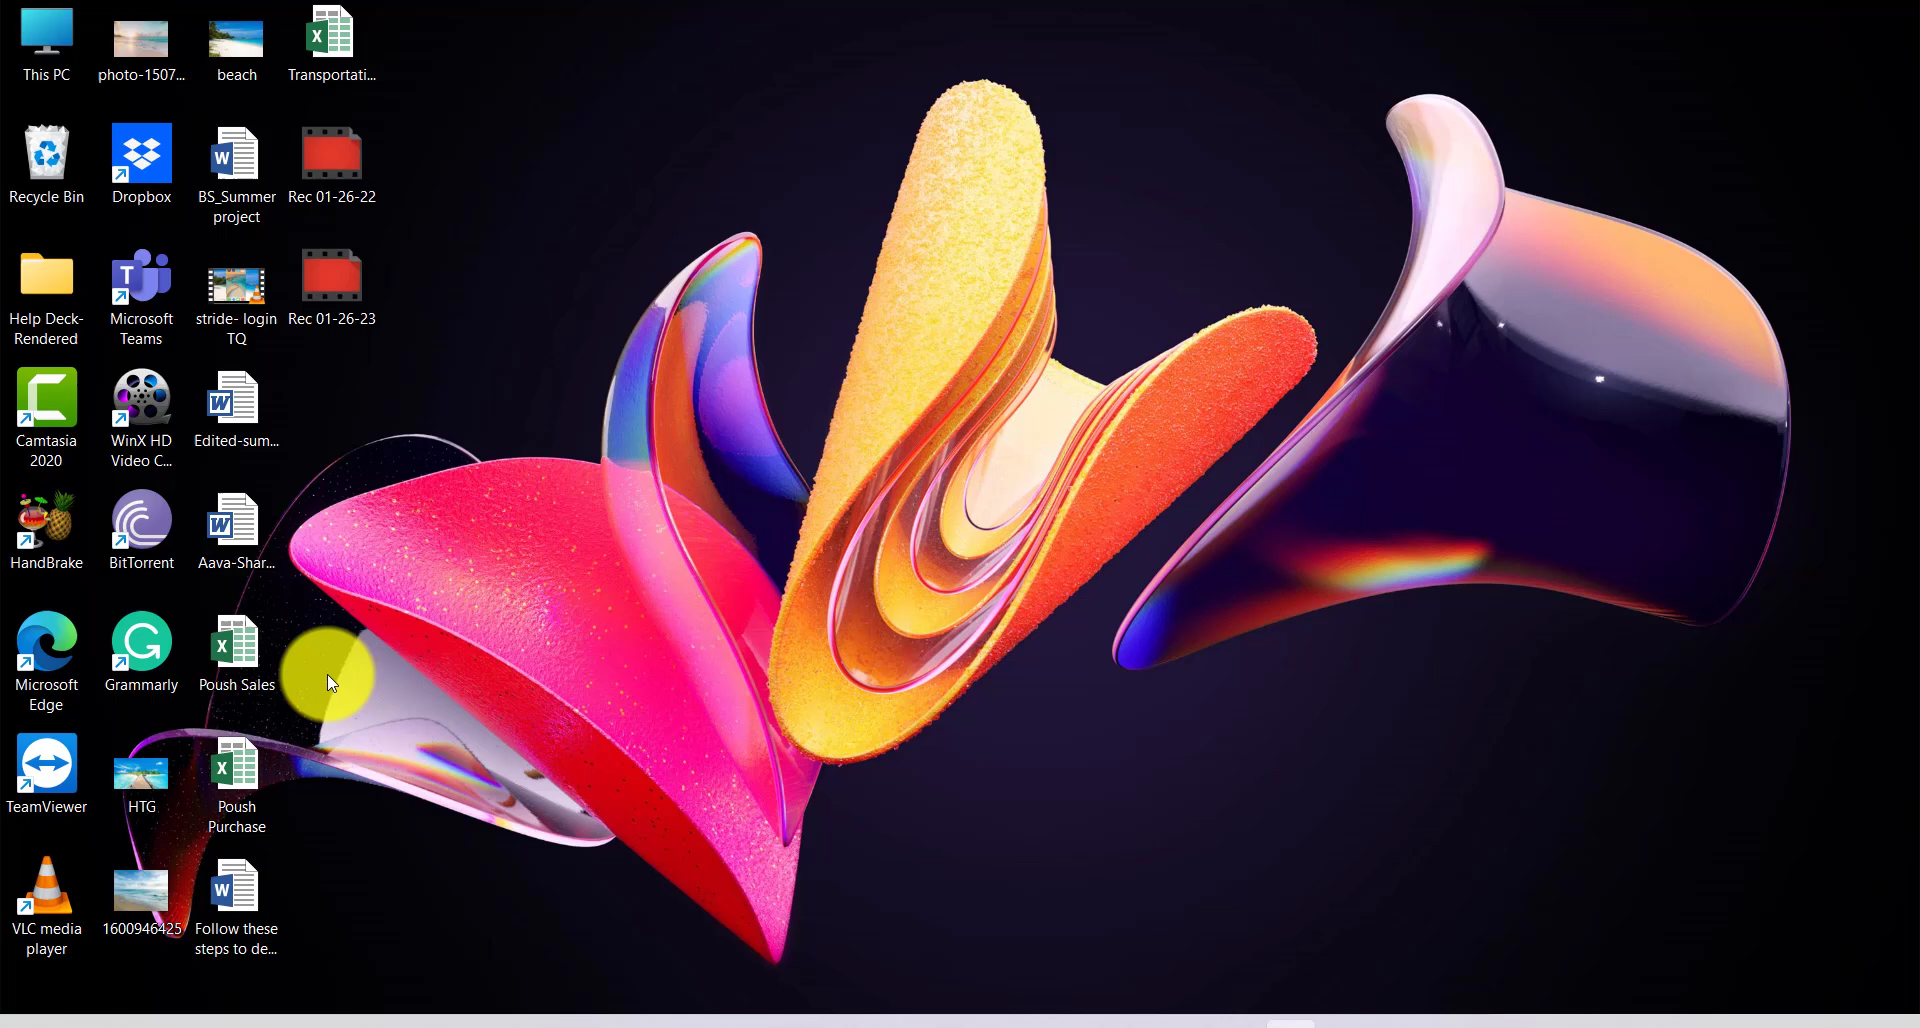 This PC
photo-1507...
beach
Transportati...
Recycle Bin
Dropbox
BS_Summer
project
Rec 01-26-22
Help Deck-
Rendered
Microsoft
Teams
stride- login
TQ
Rec 01-26-23
Camtasia
2020
WinX HD
Video C...
Edited-sum...
HandBrake
BitTorrent
Aava-Shar...
Microsoft
Edge
Grammarly
Poush Sales
TeamViewer
HTG
Poush
Purchase
VLC media
player
1600946425
Follow these
steps to de...